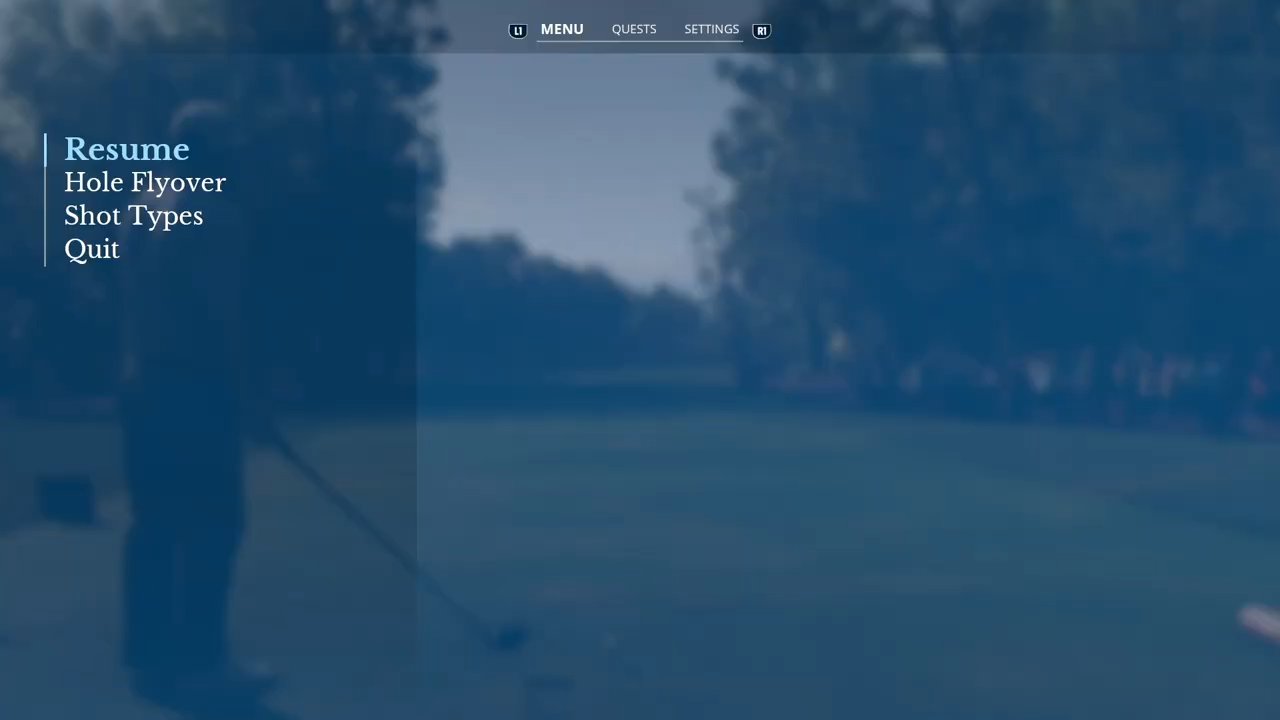 L1 MENU QUESTS SETTINGS R1
Resume
Hole Flyover
Shot Types
Quit